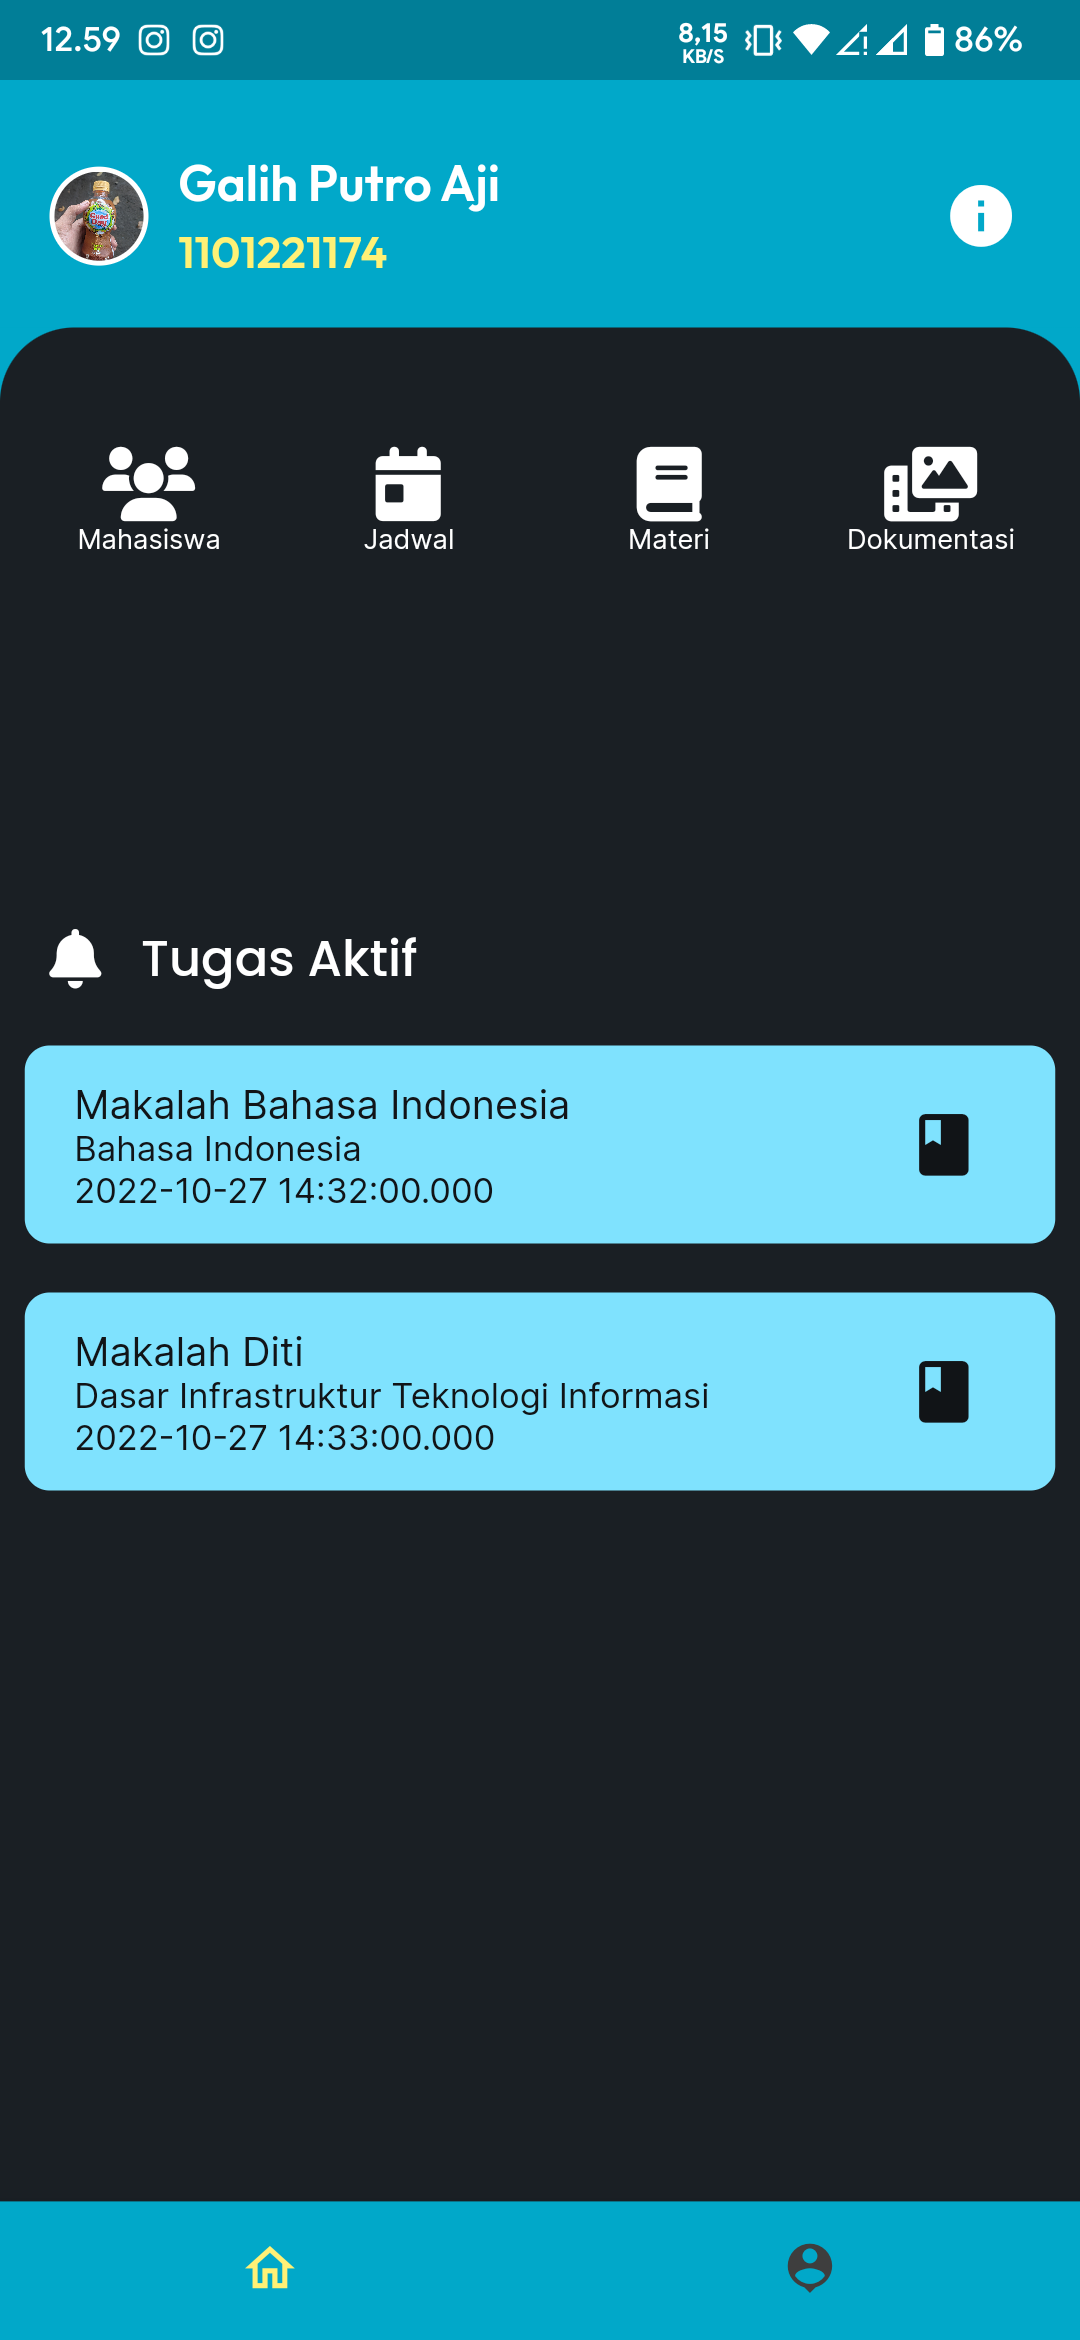 12.59
8,15
KB/S
86%
Galih Putro Aji
1101221174
Mahasiswa
Jadwal
Materi
Dokumentasi
Tugas Aktif
Makalah Bahasa Indonesia
Bahasa Indonesia
2022-10-27 14:32:00.000
Makalah Diti
Dasar Infrastruktur Teknologi Informasi
2022-10-27 14:33:00.000